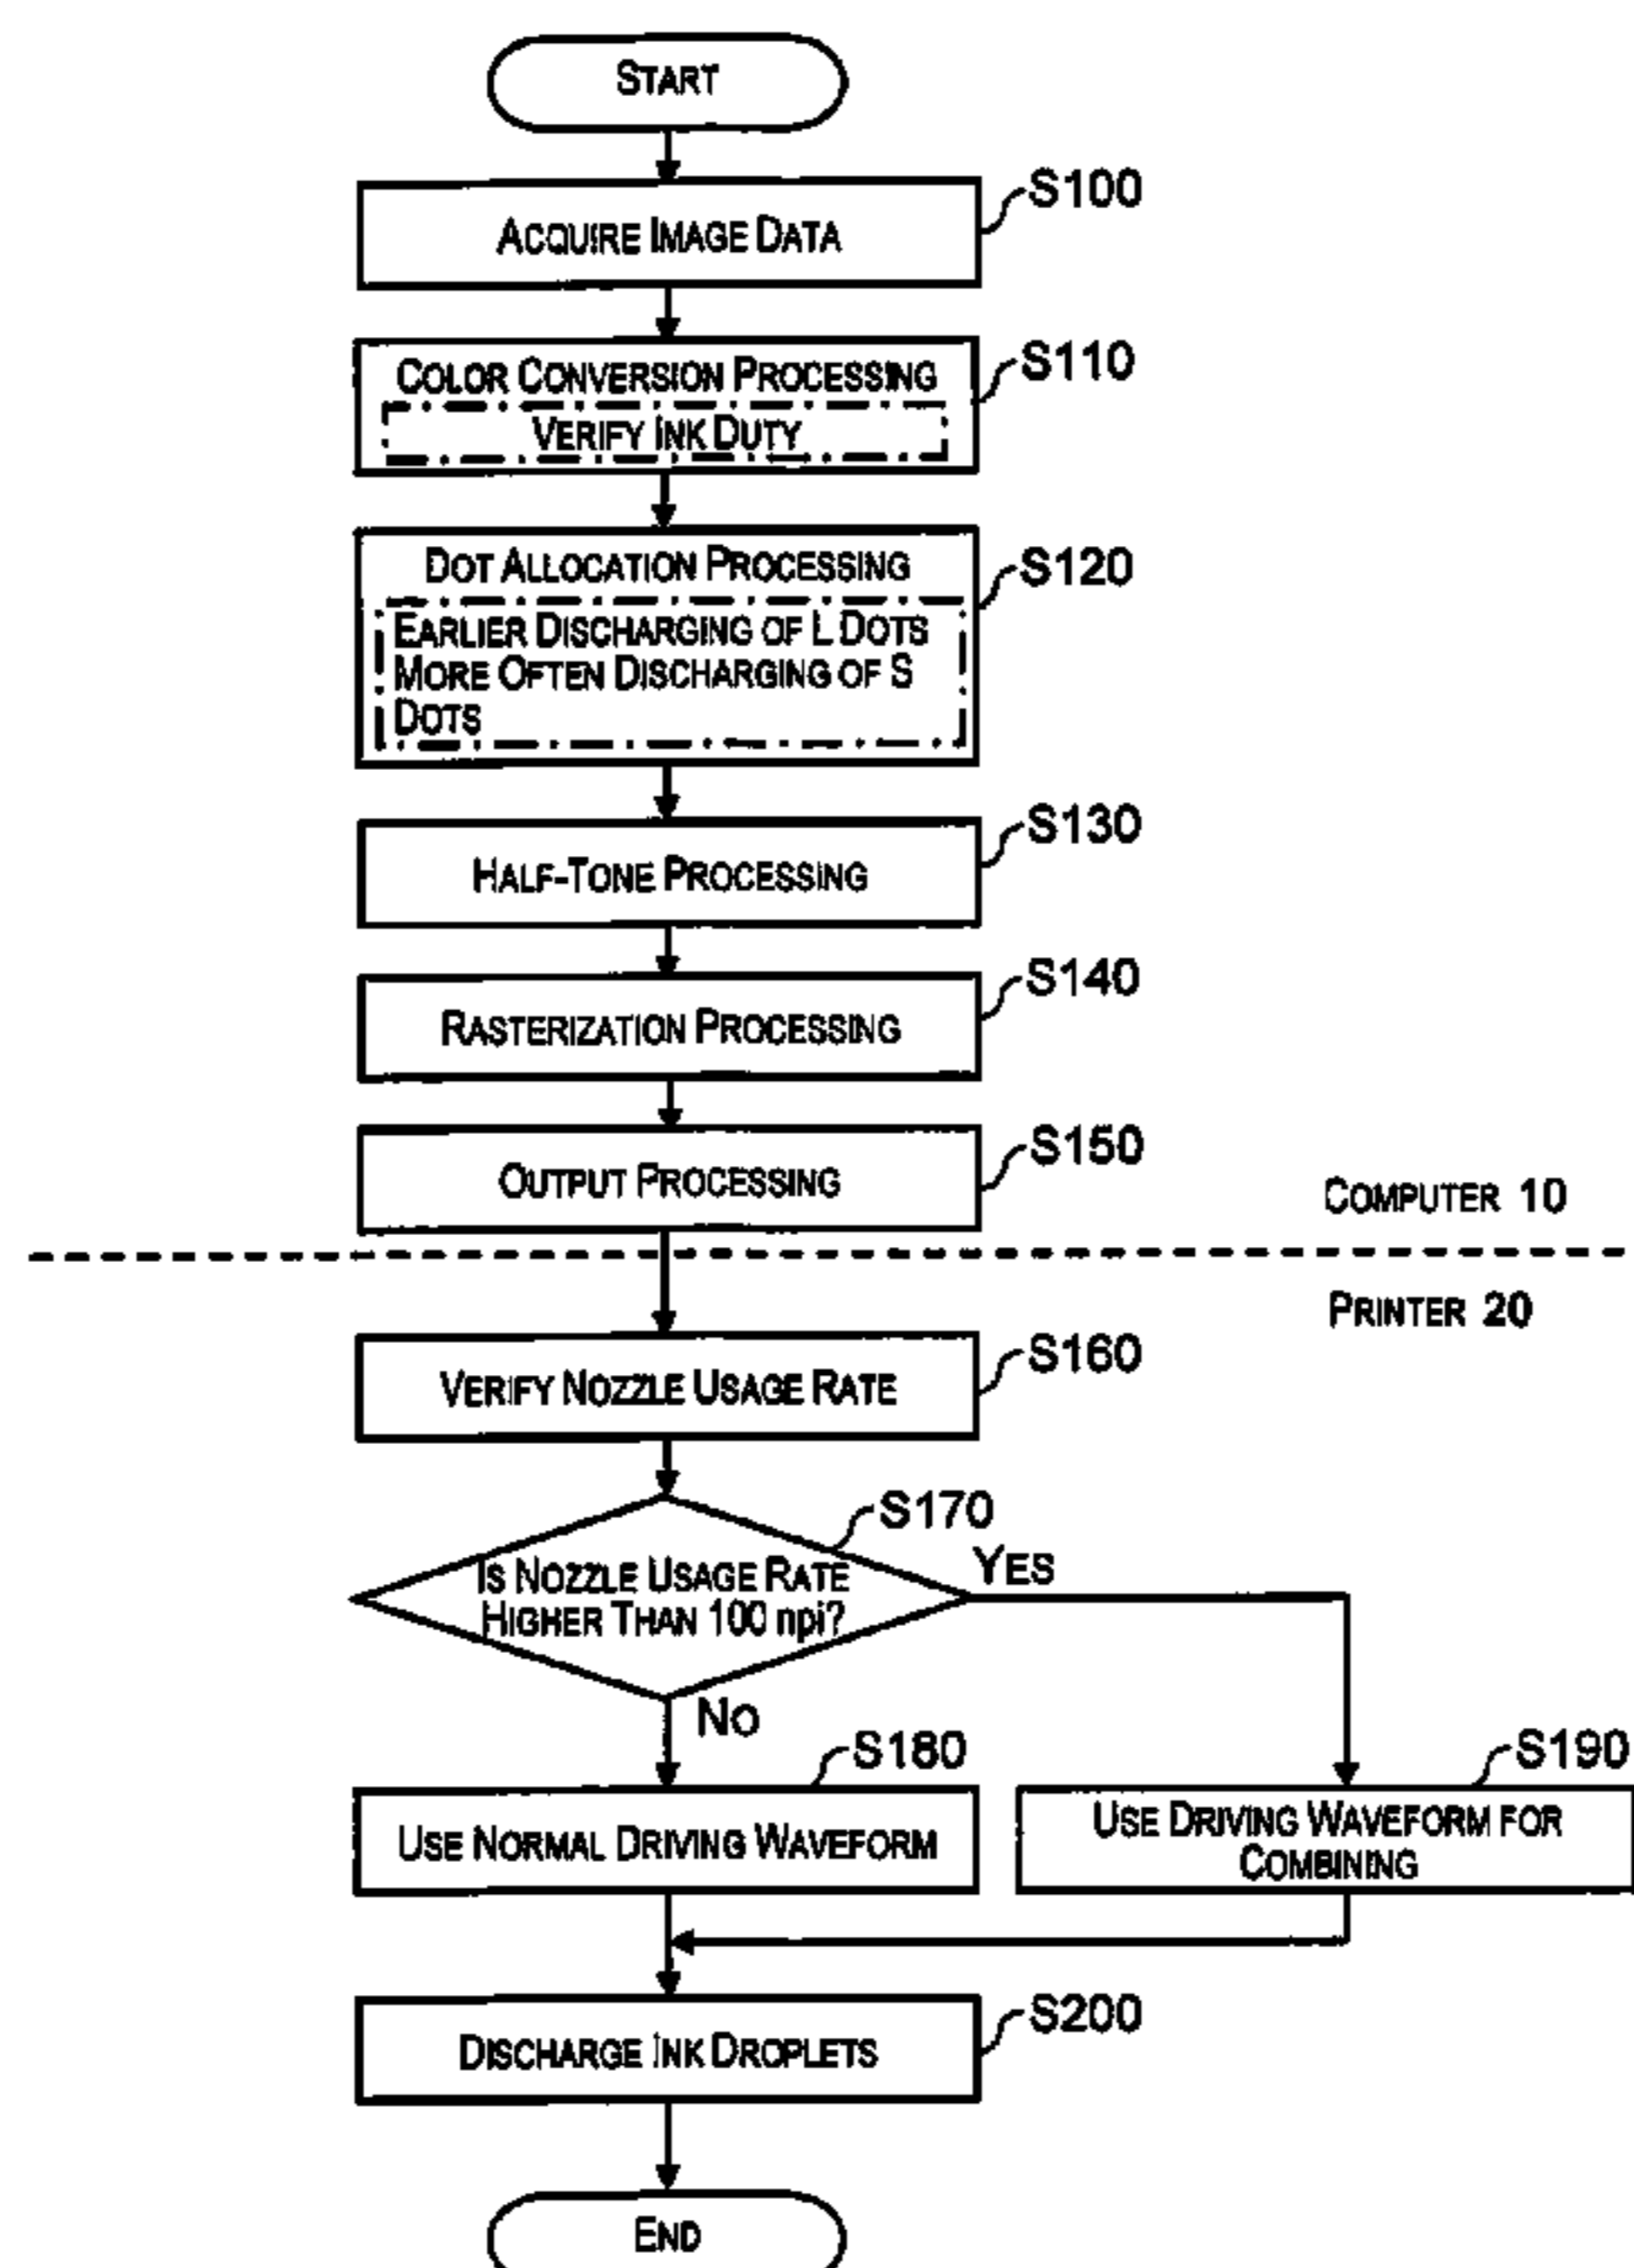 START
ACQUIRE IMAGE DATA
S100
COLOR CONVERSION PROCESSING
VERIFY INK DUTY
S110
DOT ALLOCATION PROCESSING
EARLIER DISCHARGING OF L DOTS
MORE OFTEN DISCHARGING OF S
DOTS
S120
HALF-TONE PROCESSING
S130
RASTERIZATION PROCESSING
S140
OUTPUT PROCESSING
S150
COMPUTER 10
PRINTER 20
VERIFY NOZZLE USAGE RATE
S160
S170
IS NOZZLE USAGE RATE
HIGHER THAN 100 npi?
YES
NO
S180
USE NORMAL DRIVING WAVEFORM
S190
USE DRIVING WAVEFORM FOR
COMBINING
DISCHARGE INK DROPLETS
S200
END